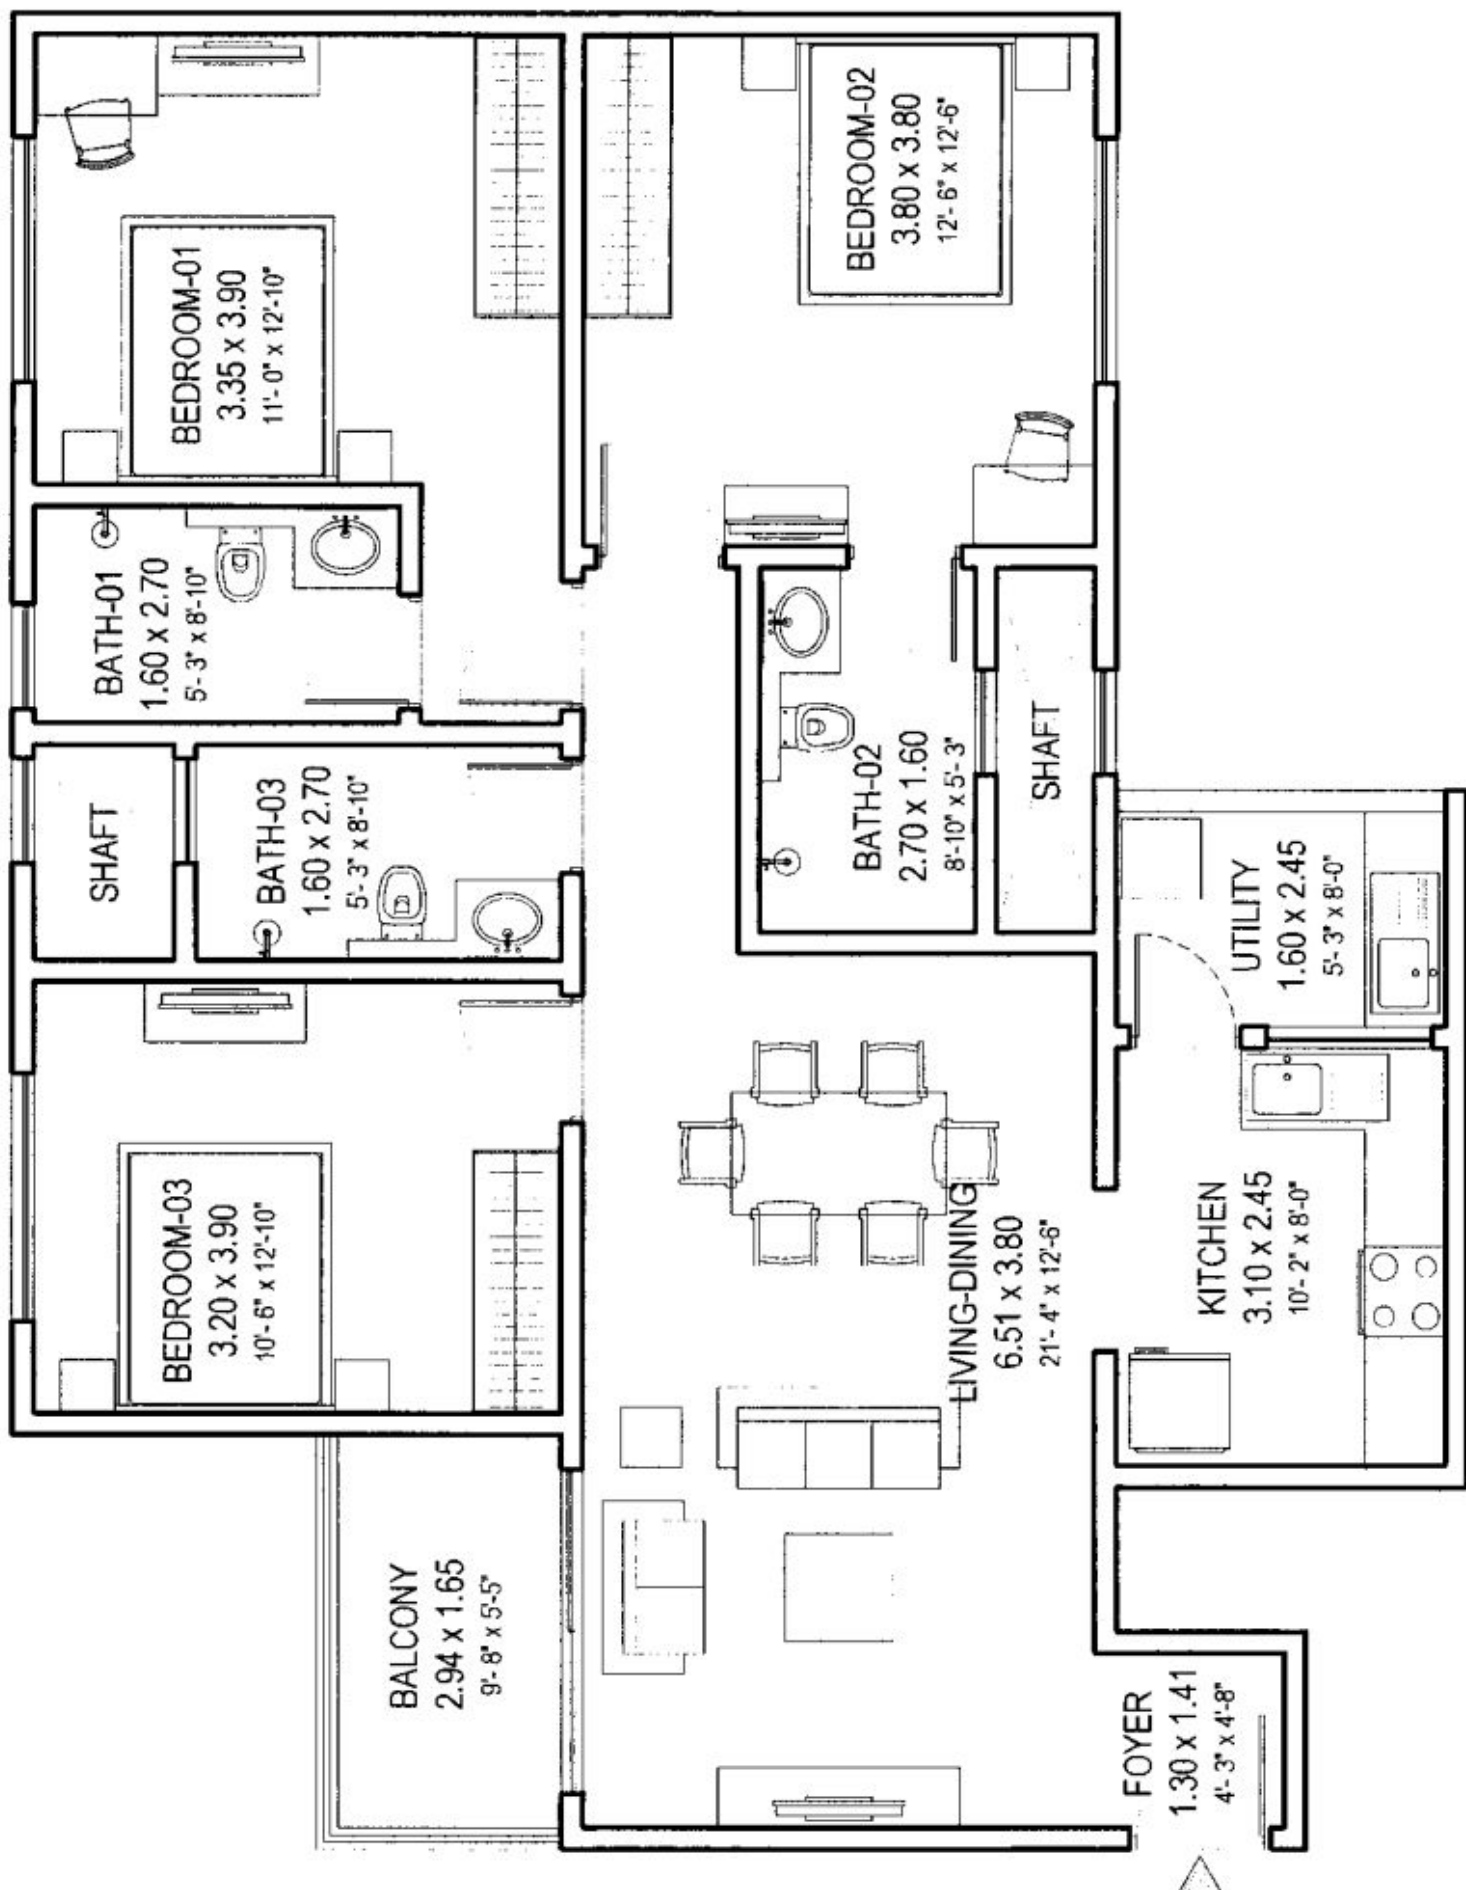 BEDROOM-03
3.20 x 3.90
10'- 6" x 12'-10"
SHAFT
BATH-03
1.60 x 2.70
5'- 3" x 8'-10"
BATH-01
1.60 x 2.70
5'- 3" x 8'-10"
BEDROOM-01
3.35 x 3.90
11'- 0" x 12'-10"
BALCONY
2.94 x 1.65
9'- 8" x 5'-5"
LIVING-DINING
6.51 x 3.80
21'- 4" x 12'-6"
BATH-02
2.70 x 1.60
8'-10" x 5'- 3"
SHAFT
BEDROOM-02
3.80 x 3.80
12'- 6" x 12'-6"
FOYER
1.30 x 1.41
4'- 3" x 4'-8"
KITCHEN
3.10 x 2.45
10'- 2" x 8'-0"
UTILITY
1.60 x 2.45
5'- 3" x 8'-0"